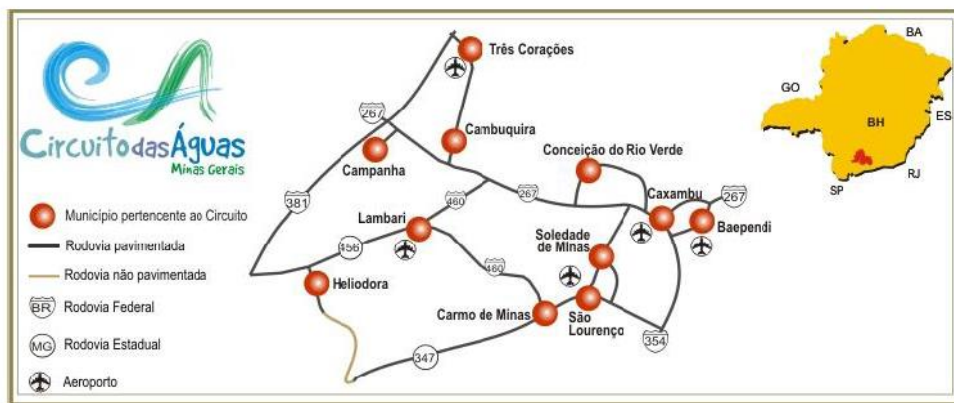 Circuito das Águas
Minas Gerais
Município pertencente ao Circuito
Rodovia pavimentada
Rodovia não pavimentada
BR
Rodovia Federal
MG
Rodovia Estadual
Aeroporto
Três Corações
267
Cambuquira
Campanha
Conceição do Rio Verde
381
460
267
Caxambu
267
Lambari
Baependi
456
Soledade
de Minas
460
Heliodora
Carmo de Minas
São
Lourenço
354
347
BA
GO
ES
BH
SP
RJ